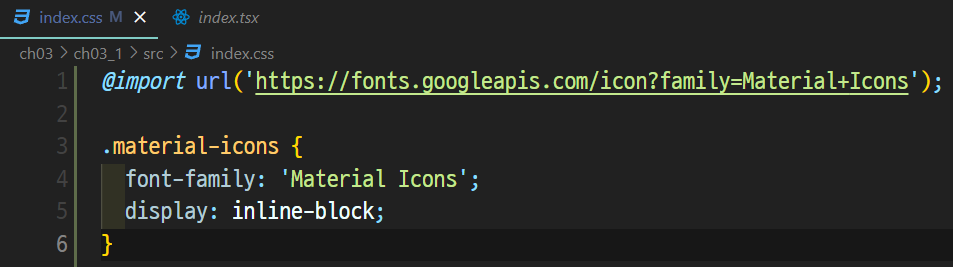 index.css M × index.tsx
ch03 > ch03_1 > src > index.css
1 @import url('https://fonts.googleapis.com/icon?family=Material+Icons');
2
3 .material-icons {
4 font-family: 'Material Icons';
5 display: inline-block;
6 }